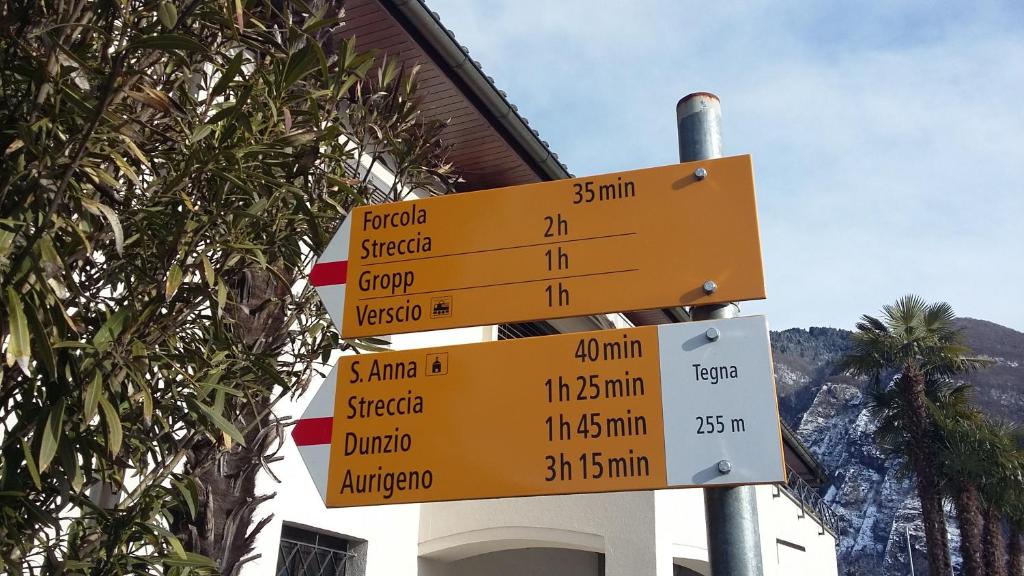 Forcola 35 min
Streccia 2h
Gropp 1h
Verscio 1h
S. Anna 40 min
Streccia 1h 25 min
Dunzio 1h 45 min
Aurigeno 3h 15 min
Tegna
255 m